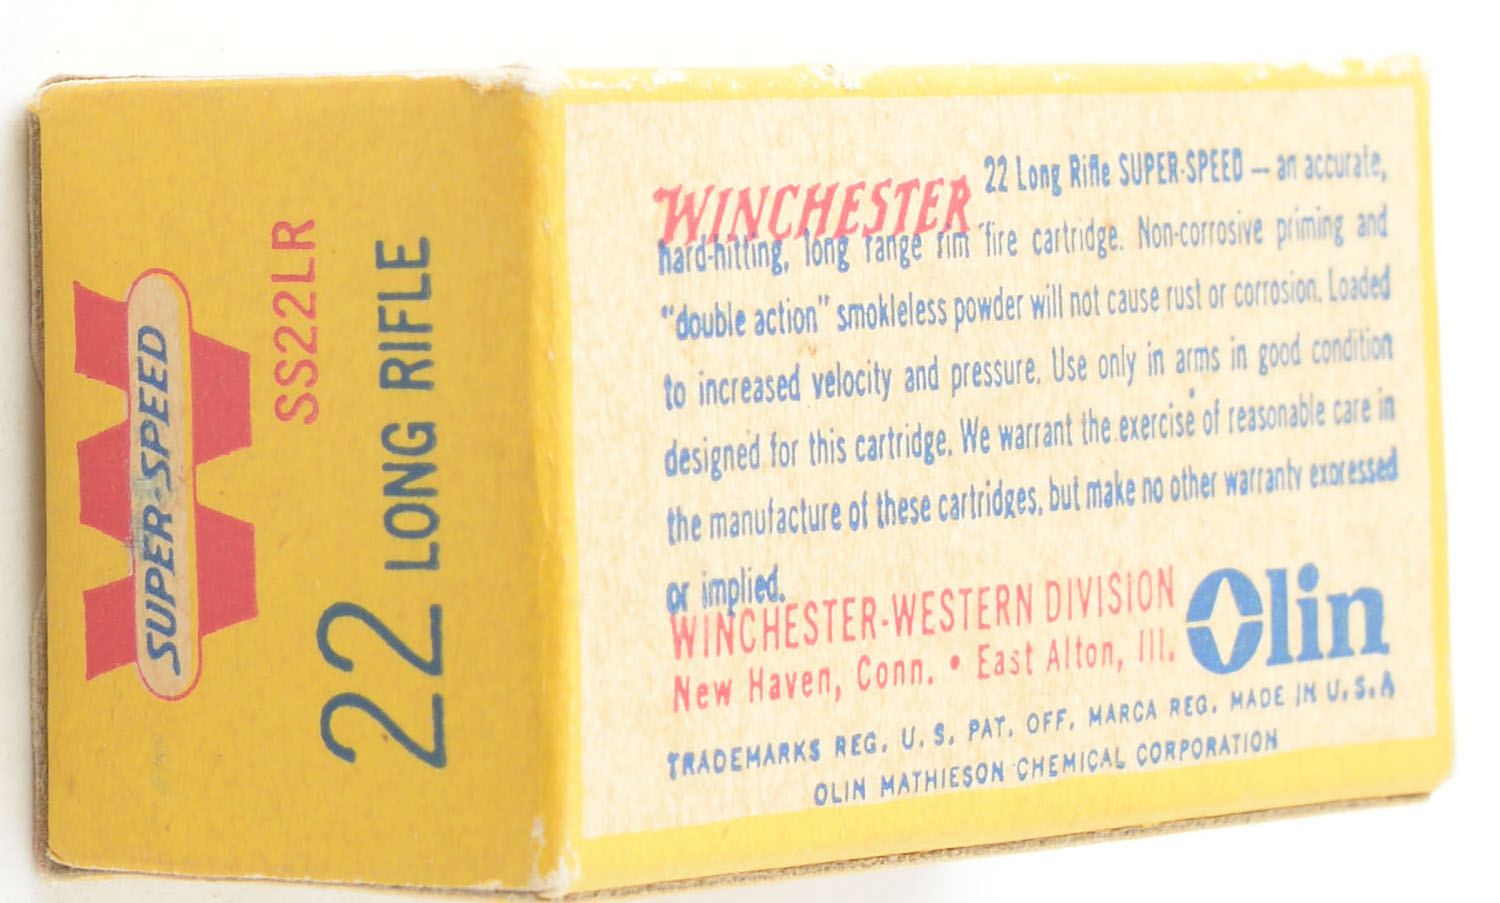 SUPER-SPEED
SS22LR
22 LONG RIFLE
WINCHESTER 22 Long Rifle SUPER-SPEED — an accurate,
hard-hitting, long range rim fire cartridge. Non-corrosive priming and
"double action" smokleless powder will not cause rust or corrosion. Loaded
to increased velocity and pressure. Use only in arms in good condition
designed for this cartridge. We warrant the exercise of reasonable care in
the manufacture of these cartridges, but make no other warranty expressed
or implied.
WINCHESTER-WESTERN DIVISION
New Haven, Conn. • East Alton, Ill.
Olin
TRADEMARKS REG. U. S. PAT. OFF. MARCA REG. MADE IN U.S.A
OLIN MATHIESON CHEMICAL CORPORATION